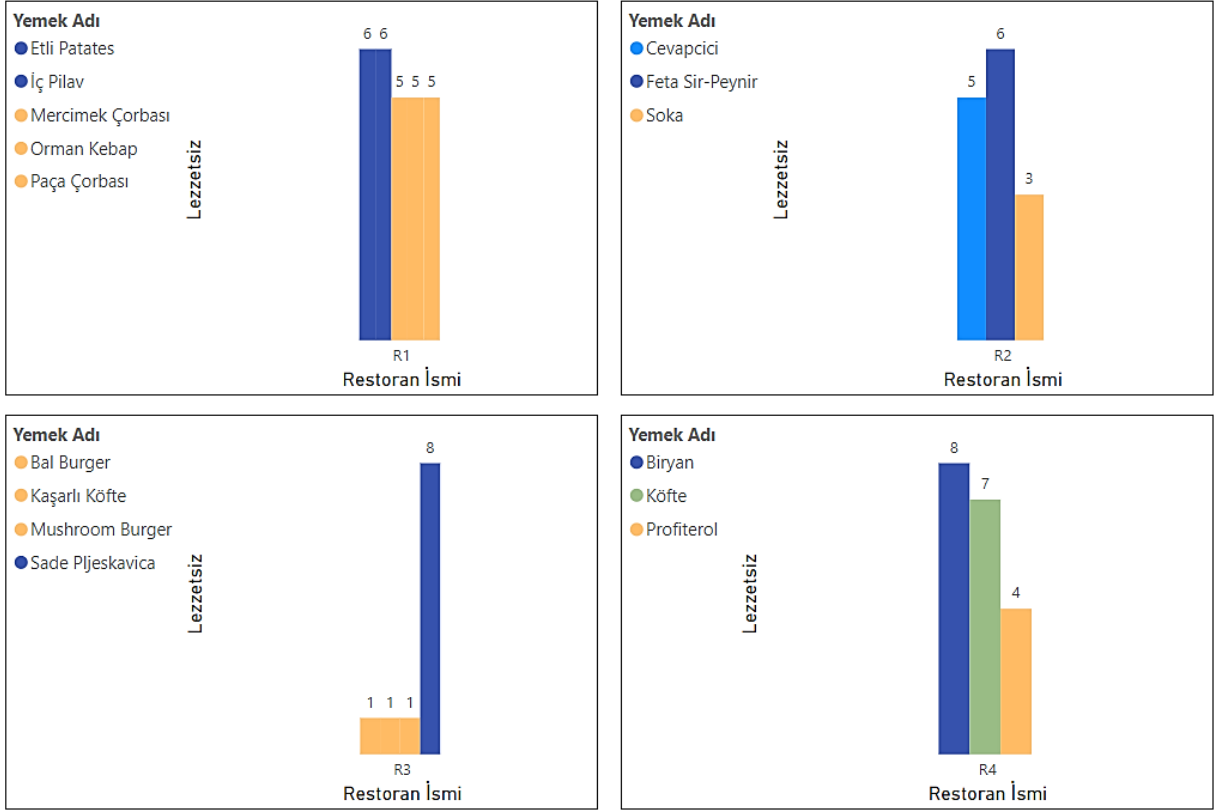 Yemek Adı
Etli Patates
İç Pilav
Mercimek Çorbası
Orman Kebap
Paça Çorbası
Lezzetsiz
6 6
5 5 5
R1
Restoran İsmi
Yemek Adı
Cevapcici
Feta Sir-Peynir
Soka
Lezzetsiz
5
6
3
R2
Restoran İsmi
Yemek Adı
Bal Burger
Kaşarlı Köfte
Mushroom Burger
Sade Pljeskavica
Lezzetsiz
1 1 1
8
R3
Restoran İsmi
Yemek Adı
Biryan
Köfte
Profiterol
Lezzetsiz
8
7
4
R4
Restoran İsmi